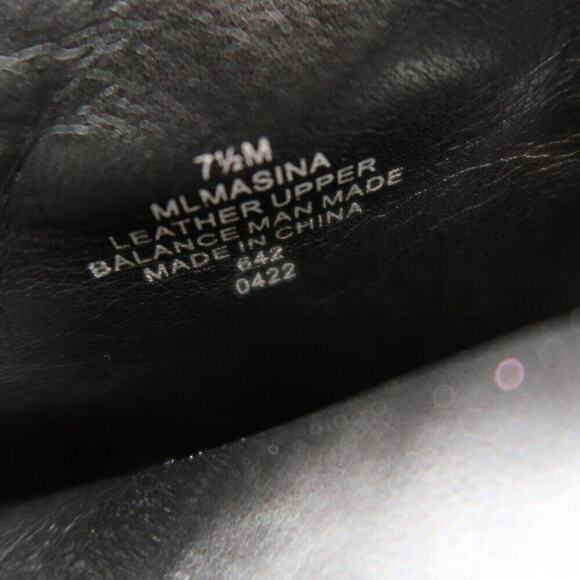 7½M
MLMASINA
LEATHER UPPER
BALANCE MAN MADE
MADE IN CHINA
642
0422